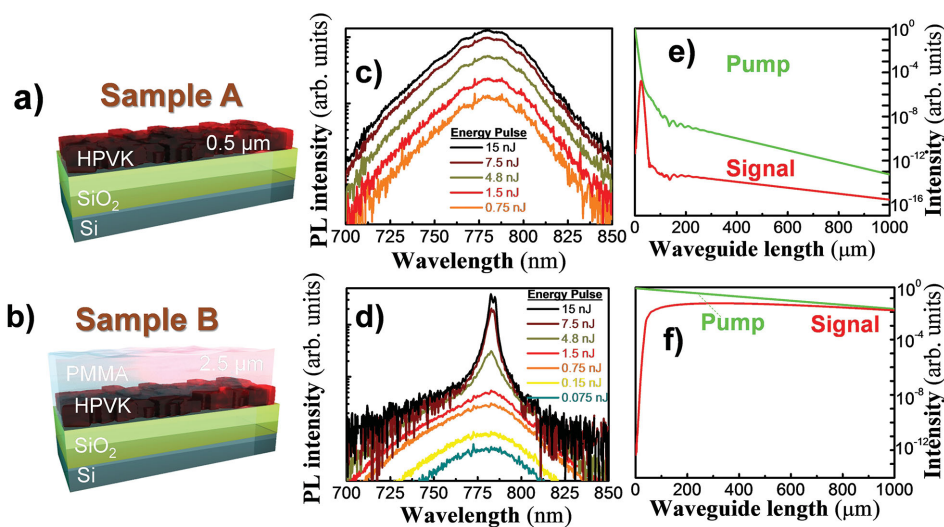 a)
Sample A
0.5 µm
HPVK
SiO2
Si
b)
Sample B
PMMA
2.5 µm
HPVK
SiO2
Si
c)
PL intensity (arb. units)
Energy Pulse
15 nJ
7.5 nJ
4.8 nJ
1.5 nJ
0.75 nJ
700 725 750 775 800 825 850
Wavelength (nm)
d)
PL intensity (arb. units)
Energy Pulse
15 nJ
7.5 nJ
4.8 nJ
1.5 nJ
0.75 nJ
0.15 nJ
0.075 nJ
700 725 750 775 800 825 850
Wavelength (nm)
e)
Pump
Signal
10^0
10^-4
10^-8
10^-12
10^-14
10^-16
Intensity (arb. units)
0 200 400 600 800 1000
Waveguide length (µm)
f)
Pump
Signal
10^0
10^-2
10^-4
10^-8
10^-9
10^-12
Intensity (arb. units)
0 200 400 600 800 1000
Waveguide length (µm)